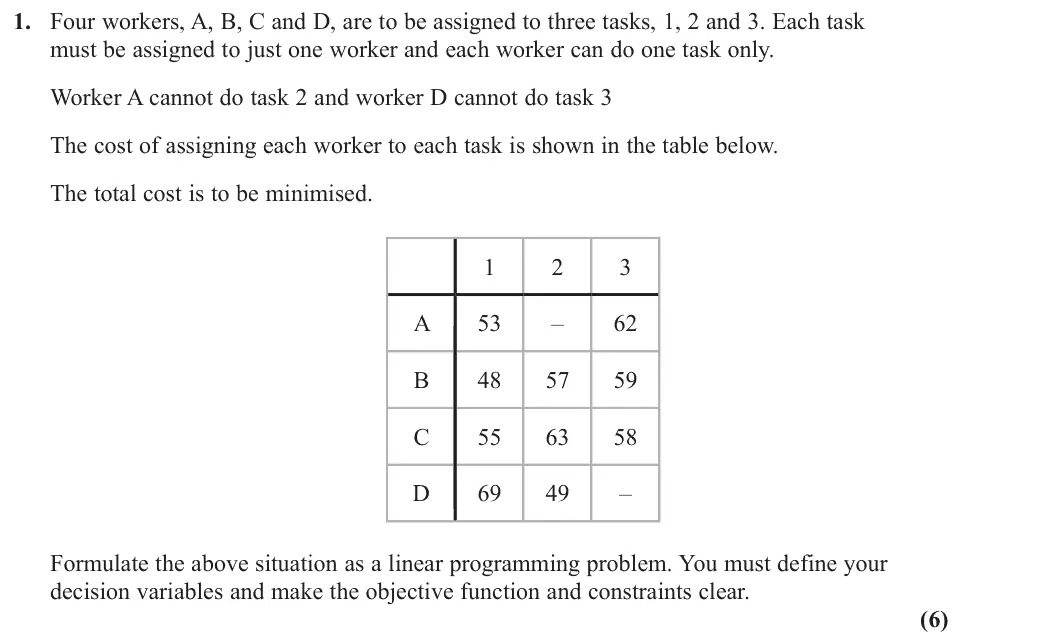 1. Four workers, A, B, C and D, are to be assigned to three tasks, 1, 2 and 3. Each task
must be assigned to just one worker and each worker can do one task only.
Worker A cannot do task 2 and worker D cannot do task 3
The cost of assigning each worker to each task is shown in the table below.
The total cost is to be minimised.
1 2 3
A 53 – 62
B 48 57 59
C 55 63 58
D 69 49 –
Formulate the above situation as a linear programming problem. You must define your
decision variables and make the objective function and constraints clear.
(6)